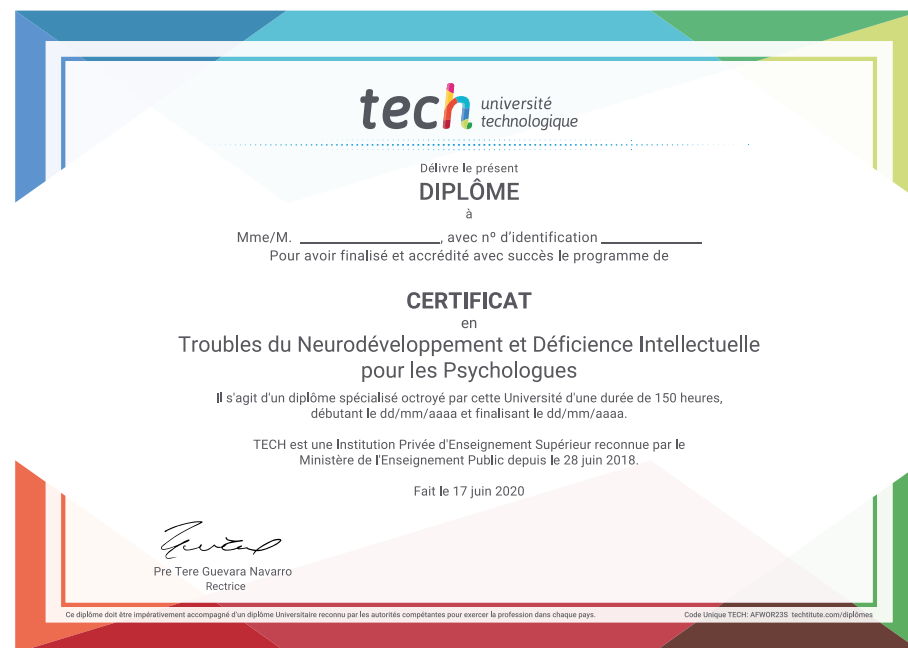 tech université
technologique
Délivre le présent
DIPLÔME
à
Mme/M. ____________________, avec nº d'identification ______________
Pour avoir finalisé et accrédité avec succès le programme de
CERTIFICAT
en
Troubles du Neurodéveloppement et Déficience Intellectuelle
pour les Psychologues
Il s'agit d'un diplôme spécialisé octroyé par cette Université d'une durée de 150 heures,
débutant le dd/mm/aaaa et finalisant le dd/mm/aaaa.
TECH est une Institution Privée d'Enseignement Supérieur reconnue par le
Ministère de l'Enseignement Public depuis le 28 juin 2018.
Fait le 17 juin 2020
Pre Tere Guevara Navarro
Rectrice
Ce diplôme doit être impérativement accompagné d'un diplôme Universitaire reconnu par les autorités compétentes pour exercer la profession dans chaque pays.
Code Unique TECH: AFWOR23S techtitute.com/diplômes